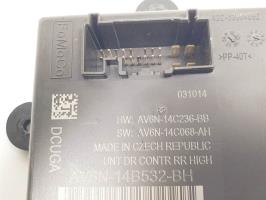 FoMoCo
>PP-40T<
031014
HW: AV6N-14C236-BB
SW: AV6N-14C068-AH
MADE IN CZECH REPUBLIC
UNT DR CONTR RR HIGH
DCUGA
AV6N-14B532-BH